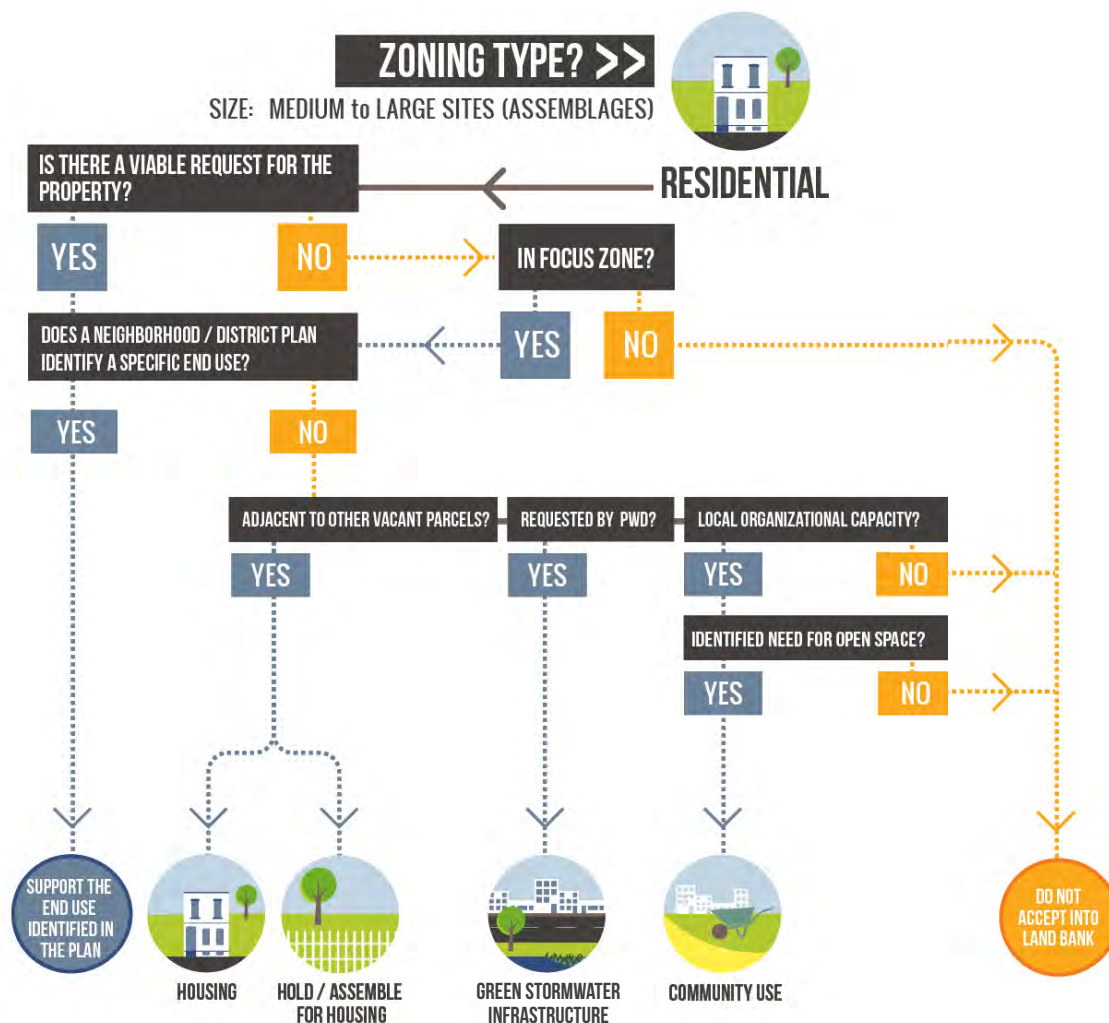 ZONING TYPE? >>
SIZE: MEDIUM to LARGE SITES (ASSEMBLAGES)
RESIDENTIAL
IS THERE A VIABLE REQUEST FOR THE
PROPERTY?
YES
NO
IN FOCUS ZONE?
YES
NO
DOES A NEIGHBORHOOD / DISTRICT PLAN
IDENTIFY A SPECIFIC END USE?
YES
NO
ADJACENT TO OTHER VACANT PARCELS?
REQUESTED BY PWD?
LOCAL ORGANIZATIONAL CAPACITY?
YES
YES
YES
NO
IDENTIFIED NEED FOR OPEN SPACE?
YES
NO
SUPPORT THE
END USE
IDENTIFIED IN
THE PLAN
HOUSING
HOLD / ASSEMBLE
FOR HOUSING
GREEN STORMWATER
INFRASTRUCTURE
COMMUNITY USE
DO NOT
ACCEPT INTO
LAND BANK